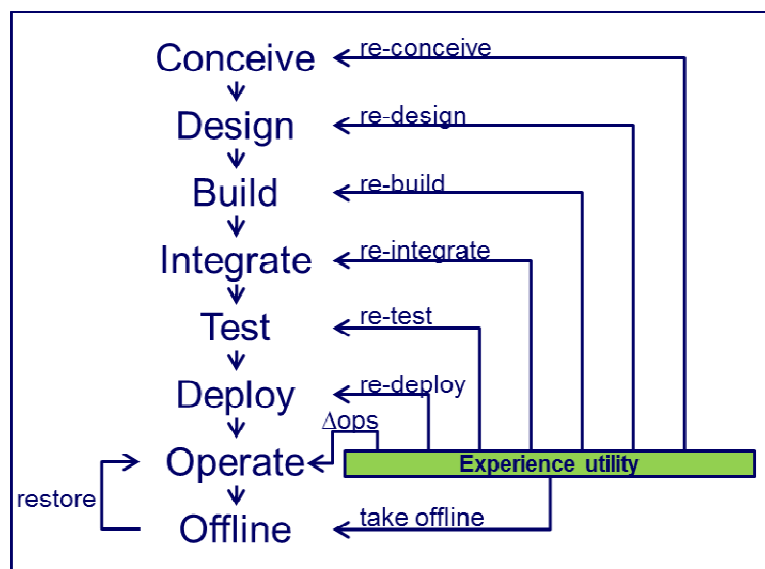 Conceive
re-conceive
Design
re-design
Build
re-build
Integrate
re-integrate
Test
re-test
Deploy
re-deploy
Δops
Operate
Experience utility
restore
Offline
take offline